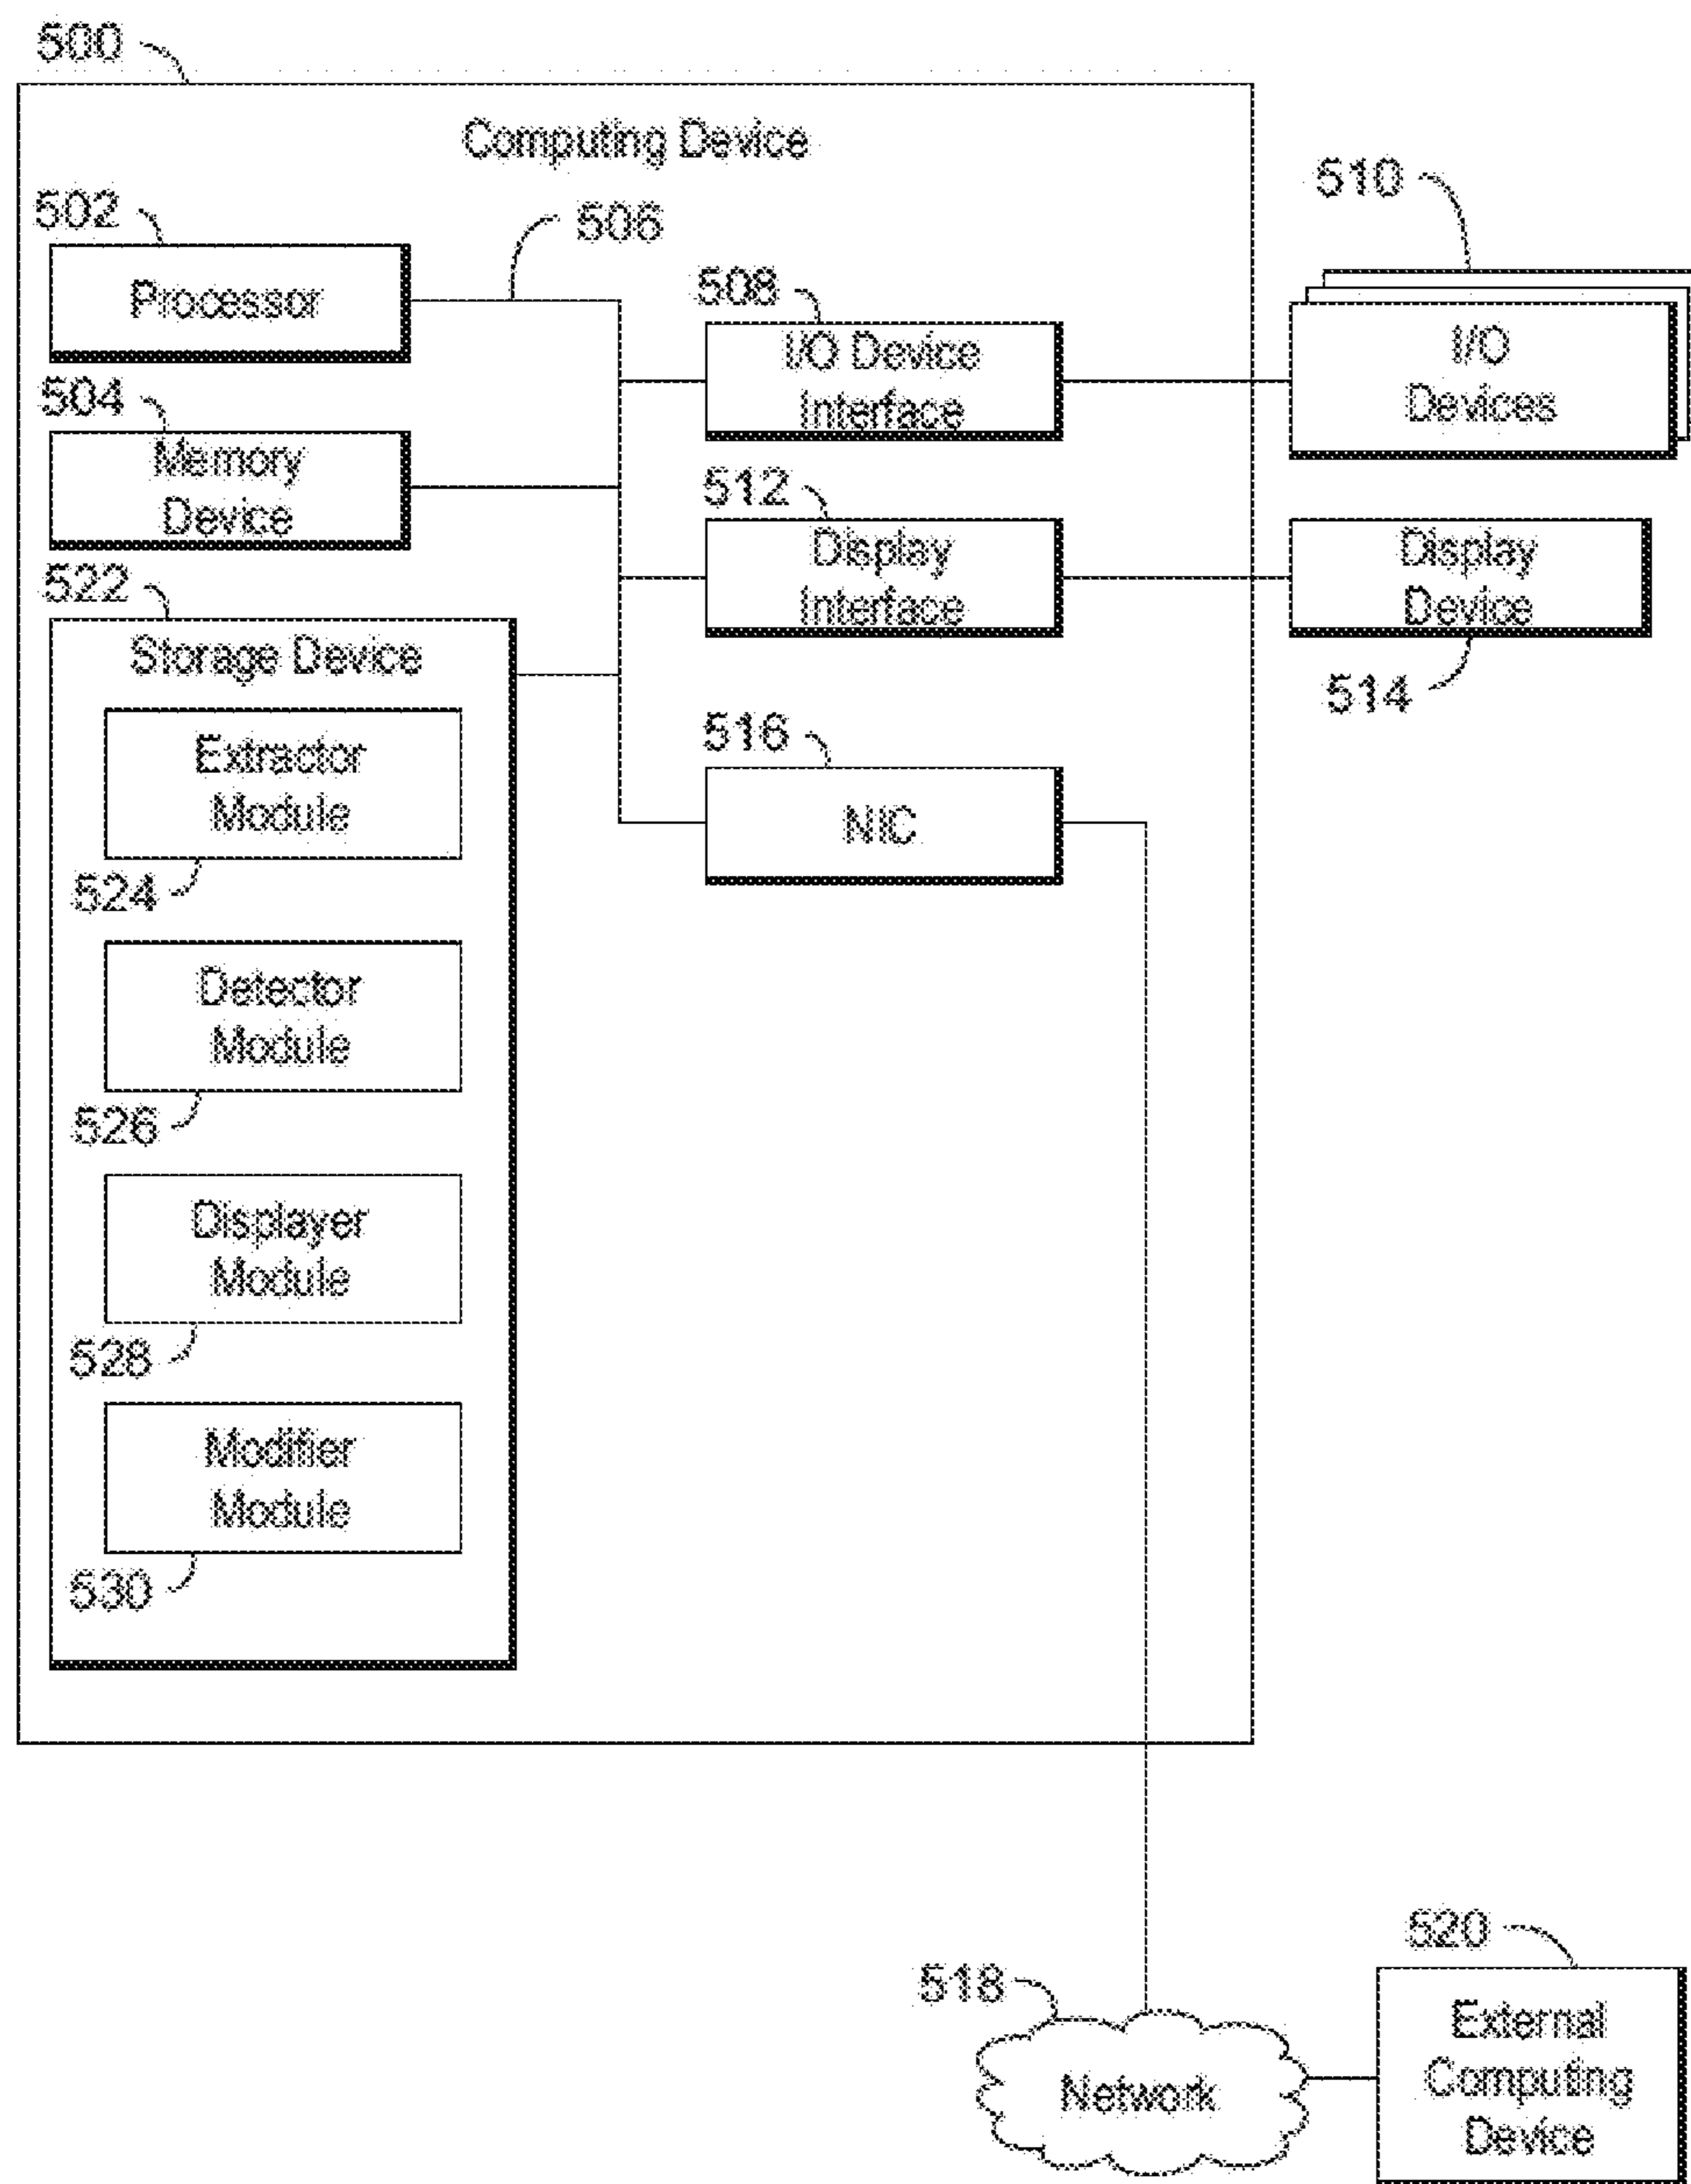 500
Computing Device
502
506
Processor
508
I/O Device
Interface
510
I/O
Devices
504
Memory
Device
512
Display
Interface
Display
Device
514
522
Storage Device
Extractor
Module
524
516
NIC
Detector
Module
526
Displayer
Module
528
Modifier
Module
530
518
Network
520
External
Computing
Device